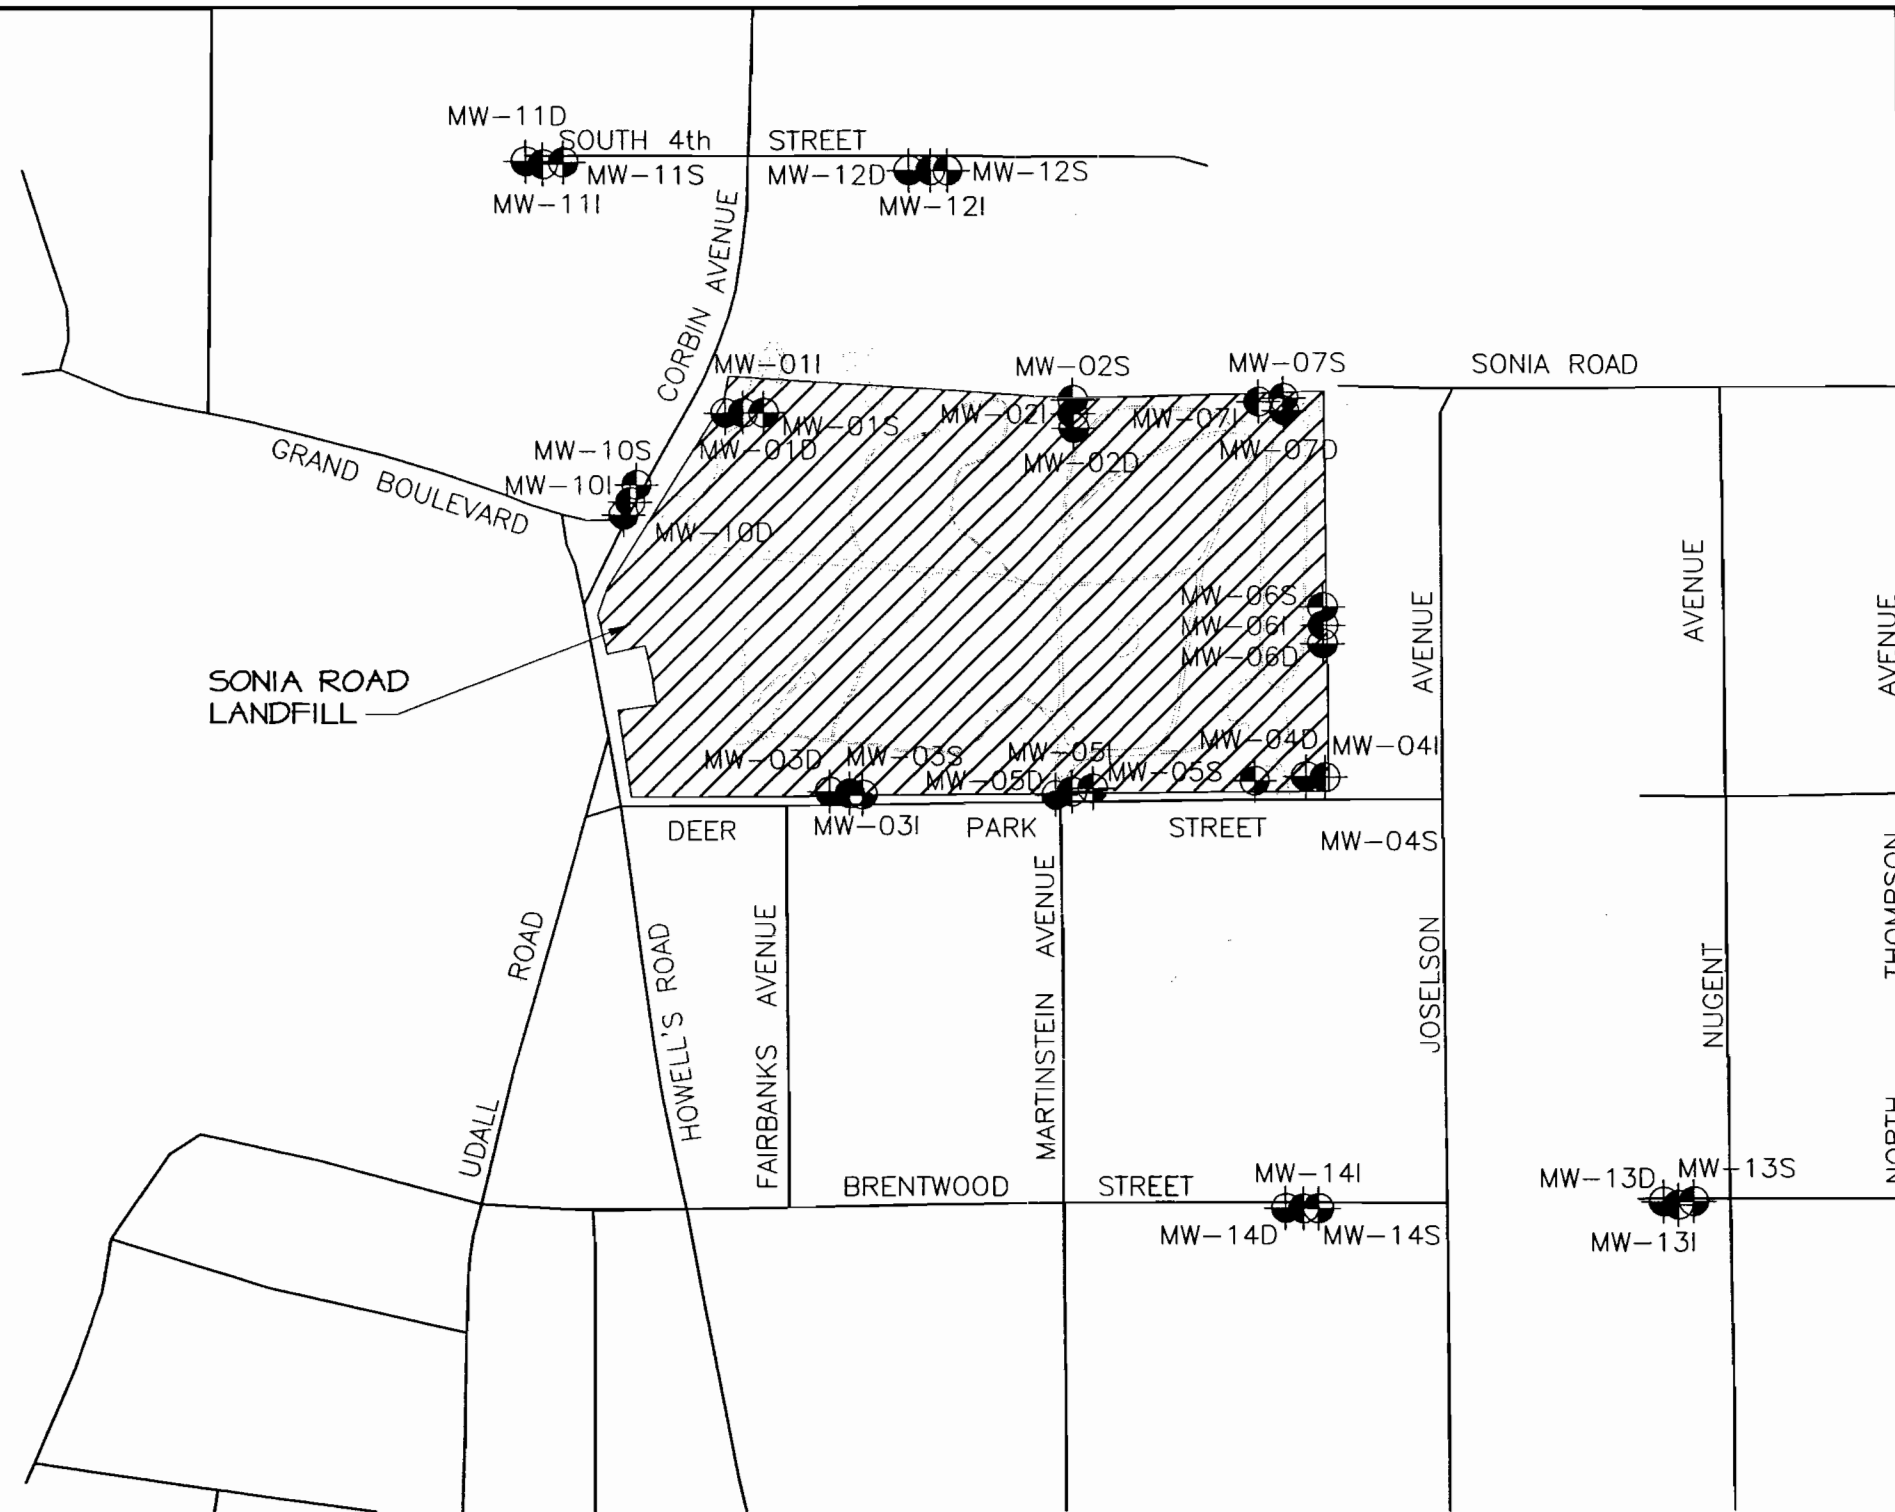 MW-11D
SOUTH 4th STREET
MW-11S
MW-11I
MW-12D
MW-12S
MW-12I
CORBIN AVENUE
MW-01I
MW-02S
MW-07S
SONIA ROAD
MW-01S
MW-02I
MW-07I
MW-01D
MW-02D
MW-07D
MW-10S
MW-10I
MW-10D
GRAND BOULEVARD
MW-06S
MW-06I
MW-06D
SONIA ROAD
LANDFILL
MW-03D
MW-03S
MW-05I
MW-05D
MW-05S
MW-04D
MW-04I
MW-03I
MW-04S
DEER PARK STREET
UDALL ROAD
HOWELL'S ROAD
FAIRBANKS AVENUE
MARTINSTEIN AVENUE
JOSELSON AVENUE
NUGENT AVENUE
NORTH THOMPSON AVENUE
BRENTWOOD STREET
MW-14I
MW-14D
MW-14S
MW-13D
MW-13S
MW-13I